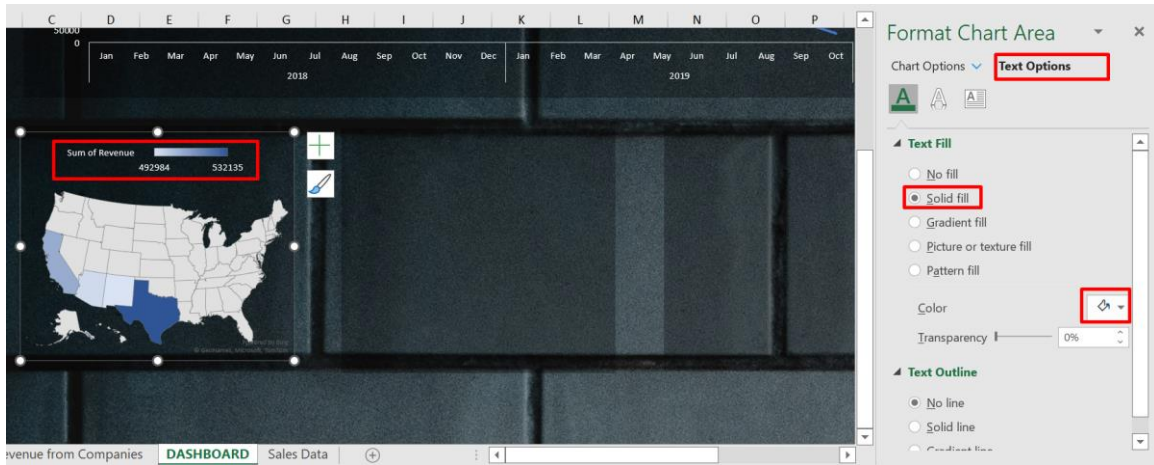 C D E F G H I J K L M N O P
50000
0
Jan Feb Mar Apr May Jun Jul Aug Sep Oct Nov Dec Jan Feb Mar Apr May Jun Jul Aug Sep Oct
2018 2019
Sum of Revenue
492984 532135
Format Chart Area
Chart Options Text Options
A A A
Text Fill
No fill
Solid fill
Gradient fill
Picture or texture fill
Pattern fill
Color
Transparency 0%
Text Outline
No line
Solid line
Gradient line
evenue from Companies DASHBOARD Sales Data